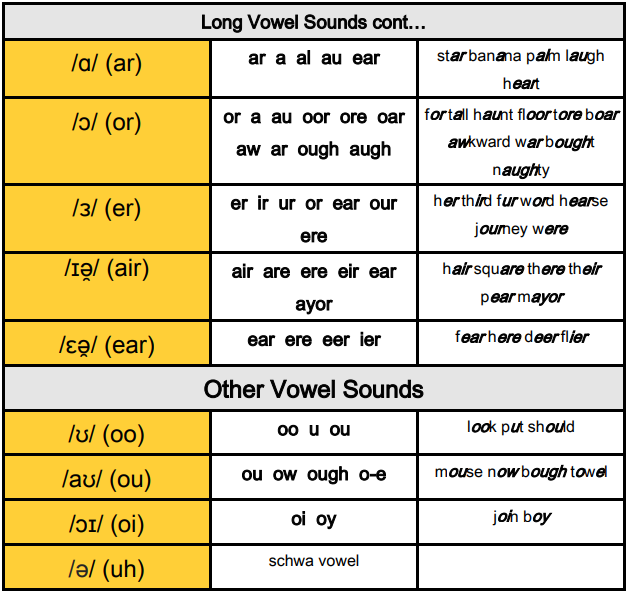 Long Vowel Sounds cont…
/ɑ/ (ar) ar a al au ear star banana palm laugh
heart
/ɔ/ (or) or a au oor ore oar for tall haunt floor tore boar
aw ar ough augh awkward war bought
naughty
/ɜ/ (er) er ir ur or ear our her third fur word hearse
ere journey were
/ɪə̯/ (air) air are ere eir ear hair square there their
ayor pear mayor
/ɛə̯/ (ear) ear ere eer ier fear here deer flier
Other Vowel Sounds
/ʊ/ (oo) oo u ou look put should
/aʊ/ (ou) ou ow ough o-e mouse now bough towel
/ɔɪ/ (oi) oi oy join boy
/ə/ (uh) schwa vowel